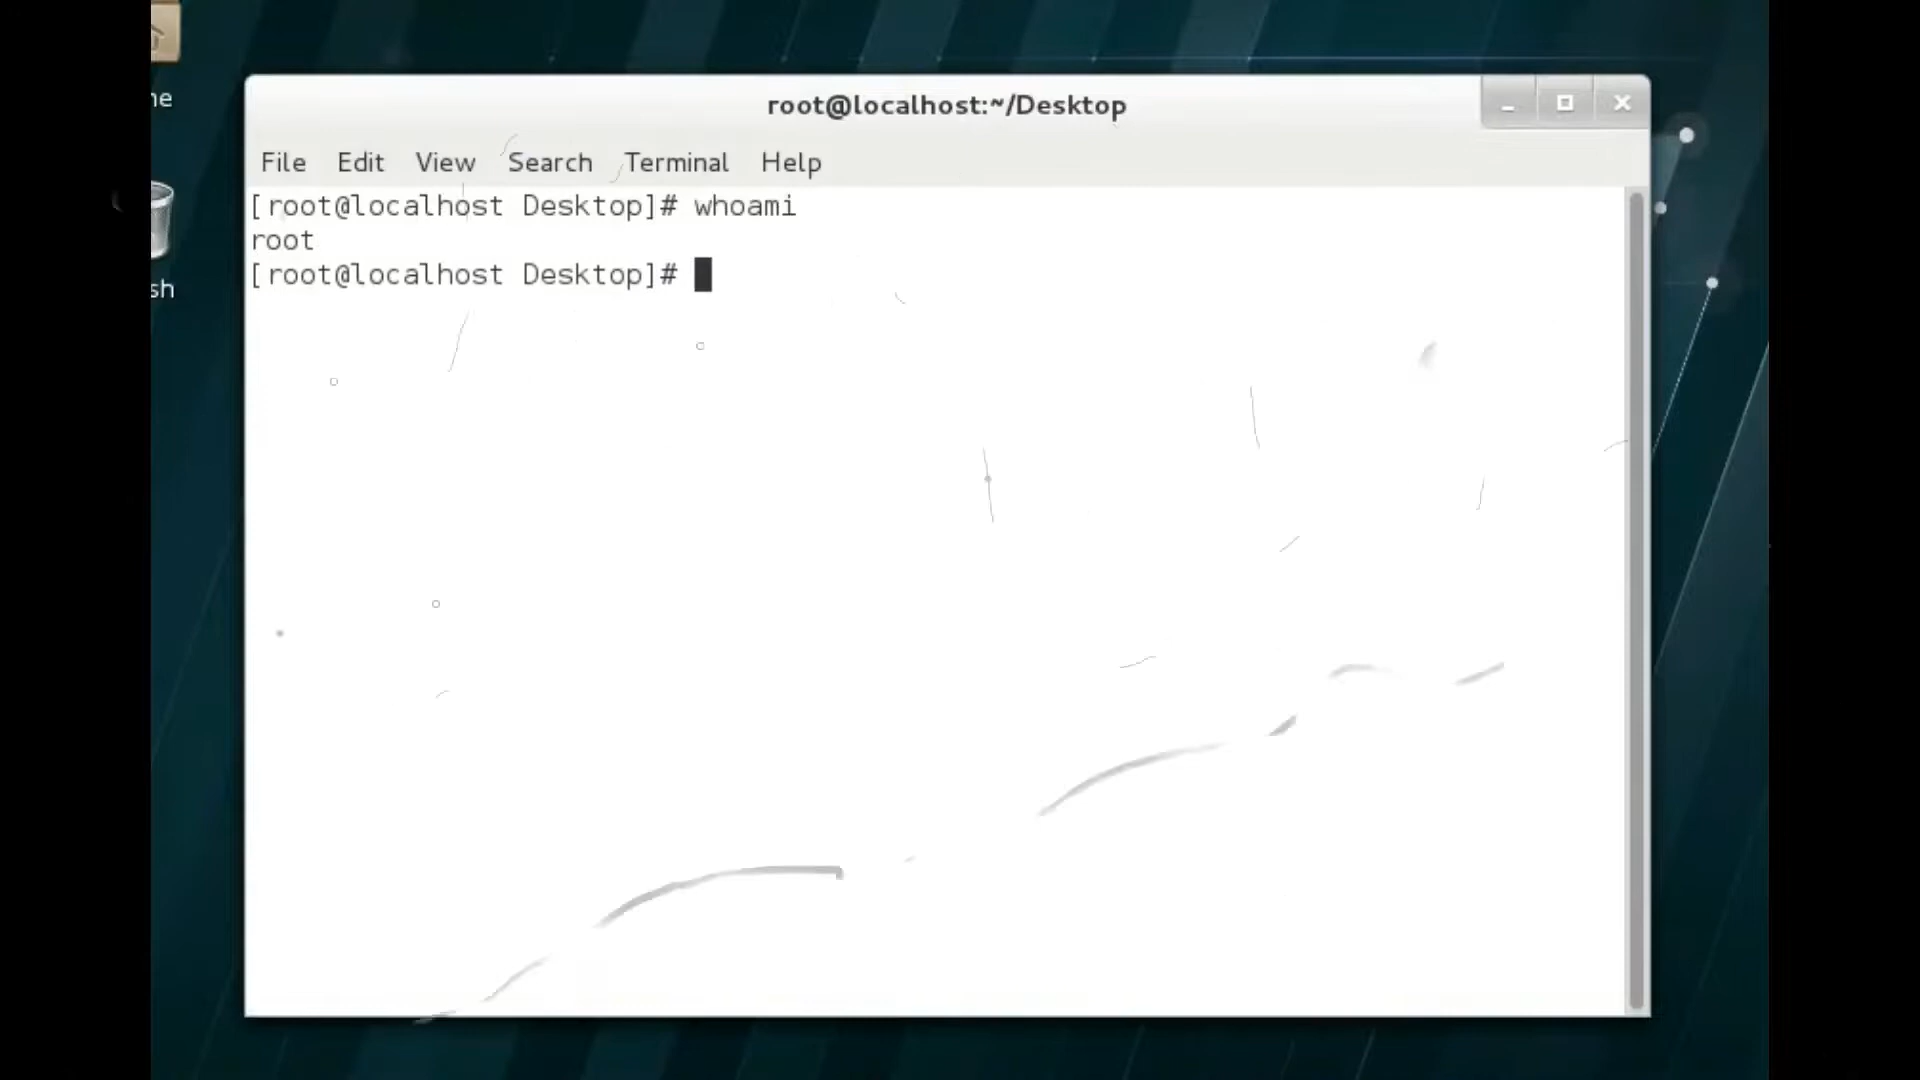 root@localhost:~/Desktop
File Edit View Search Terminal Help
[root@localhost Desktop]# whoami
root
[root@localhost Desktop]#